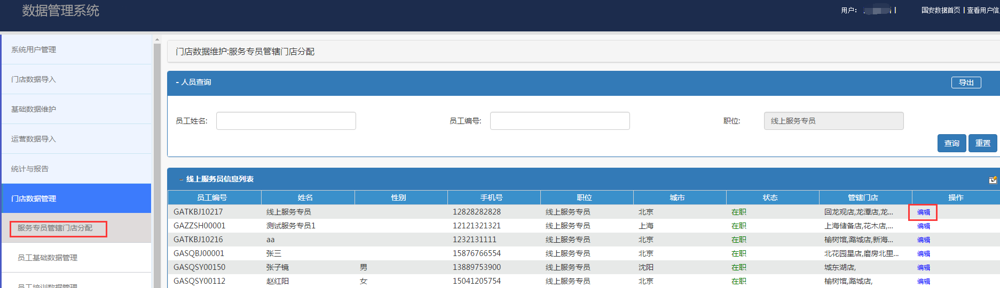 数据管理系统
用户: 国安数据首页 | 查看用户信
系统用户管理
门店数据导入
基础数据维护
运营数据导入
统计与报告
门店数据管理
服务专员管辖门店分配
员工基础数据管理
员工培训数据管理
门店数据维护:服务专员管辖门店分配
- 人员查询 导出
员工姓名: 员工编号: 职位: 线上服务专员
查询 重置
线上服务员信息列表
员工编号 姓名 性别 手机号 职位 城市 状态 管辖门店 操作
GATKBJ10217 线上服务专员 12828282828 线上服务专员 北京 在职 回龙观店,龙潭店,龙... 编辑
GAZZSH00001 测试服务专员1 12121321321 线上服务专员 上海 在职 上海储备店,花木店,... 编辑
GATKBJ10216 aa 1232131111 线上服务专员 北京 在职 榆树馆,潞城店,新海... 编辑
GASQBJ00001 张三 15876766554 线上服务专员 北京 在职 北花园星店,磨房北里... 编辑
GASQSY00150 张子镜 男 13889753900 线上服务专员 沈阳 在职 城东湖店, 编辑
GASQSY00112 赵红阳 女 15041205754 线上服务专员 北京 在职 榆树馆,潞城店, 编辑